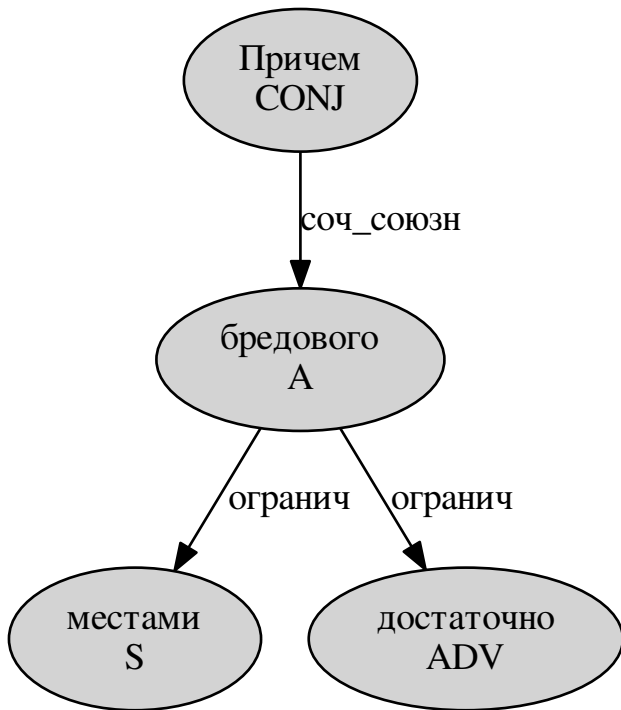 Причем
CONJ
соч_союзн
бредового
A
огранич
огранич
местами
S
достаточно
ADV